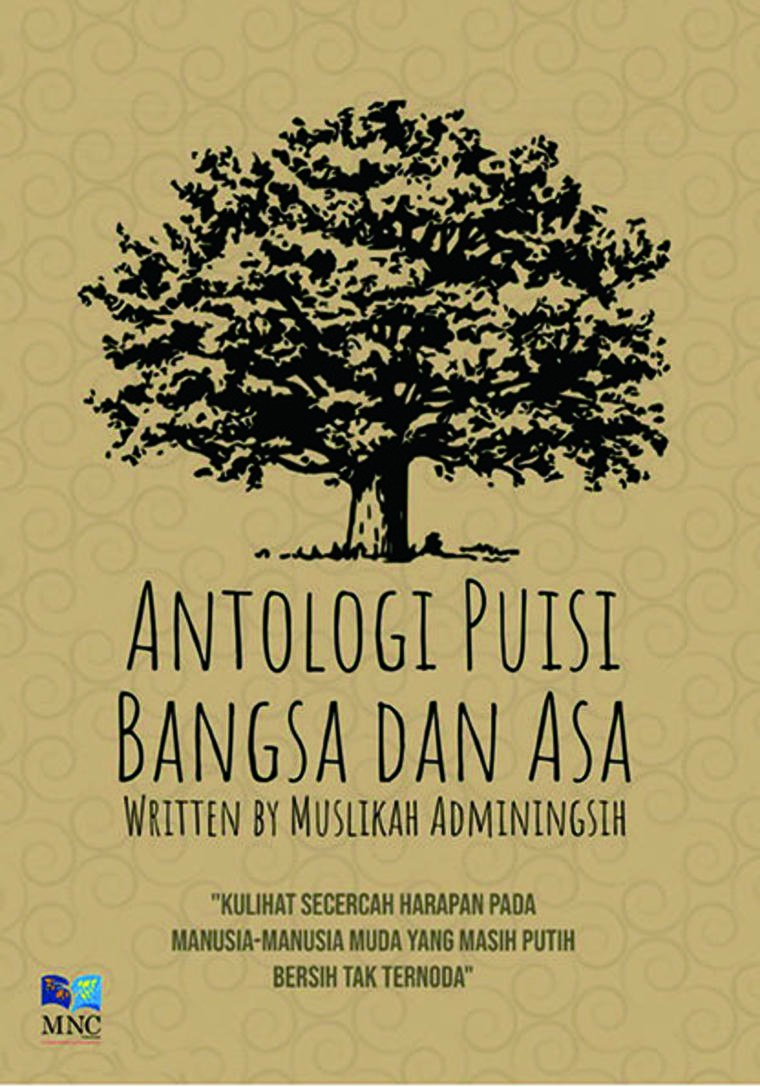 ANTOLOGI PUISI
BANGSA DAN ASA
WRITTEN BY MUSLIKAH ADMININGSIH
"KULIHAT SECERCAH HARAPAN PADA
MANUSIA-MANUSIA MUDA YANG MASIH PUTIH
BERSIH TAK TERNODA"
MNC